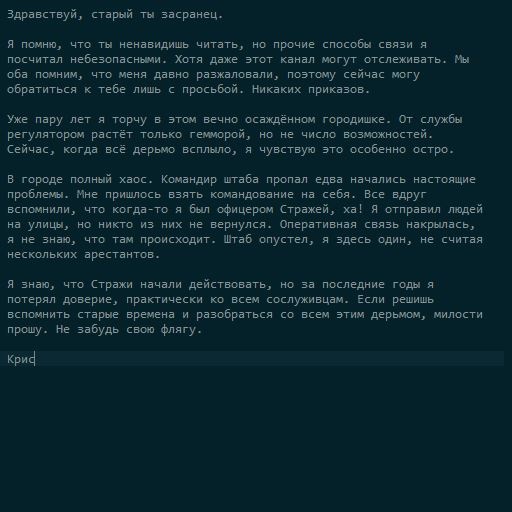 Здравствуй, старый ты засранец.
Я помню, что ты ненавидишь читать, но прочие способы связи я
посчитал небезопасными. Хотя даже этот канал могут отслеживать. Мы
оба помним, что меня давно разжаловали, поэтому сейчас могу
обратиться к тебе лишь с просьбой. Никаких приказов.
Уже пару лет я торчу в этом вечно осаждённом городишке. От службы
регулятором растёт только гемморой, но не число возможностей.
Сейчас, когда всё дерьмо всплыло, я чувствую это особенно остро.
В городе полный хаос. Командир штаба пропал едва начались настоящие
проблемы. Мне пришлось взять командование на себя. Все вдруг
вспомнили, что когда-то я был офицером Стражей, ха! Я отправил людей
на улицы, но никто из них не вернулся. Оперативная связь накрылась,
я не знаю, что там происходит. Штаб опустел, я здесь один, не считая
нескольких арестантов.
Я знаю, что Стражи начали действовать, но за последние годы я
потерял доверие, практически ко всем сослуживцам. Если решишь
вспомнить старые времена и разобраться со всем этим дерьмом, милости
прошу. Не забудь свою флягу.
Крис